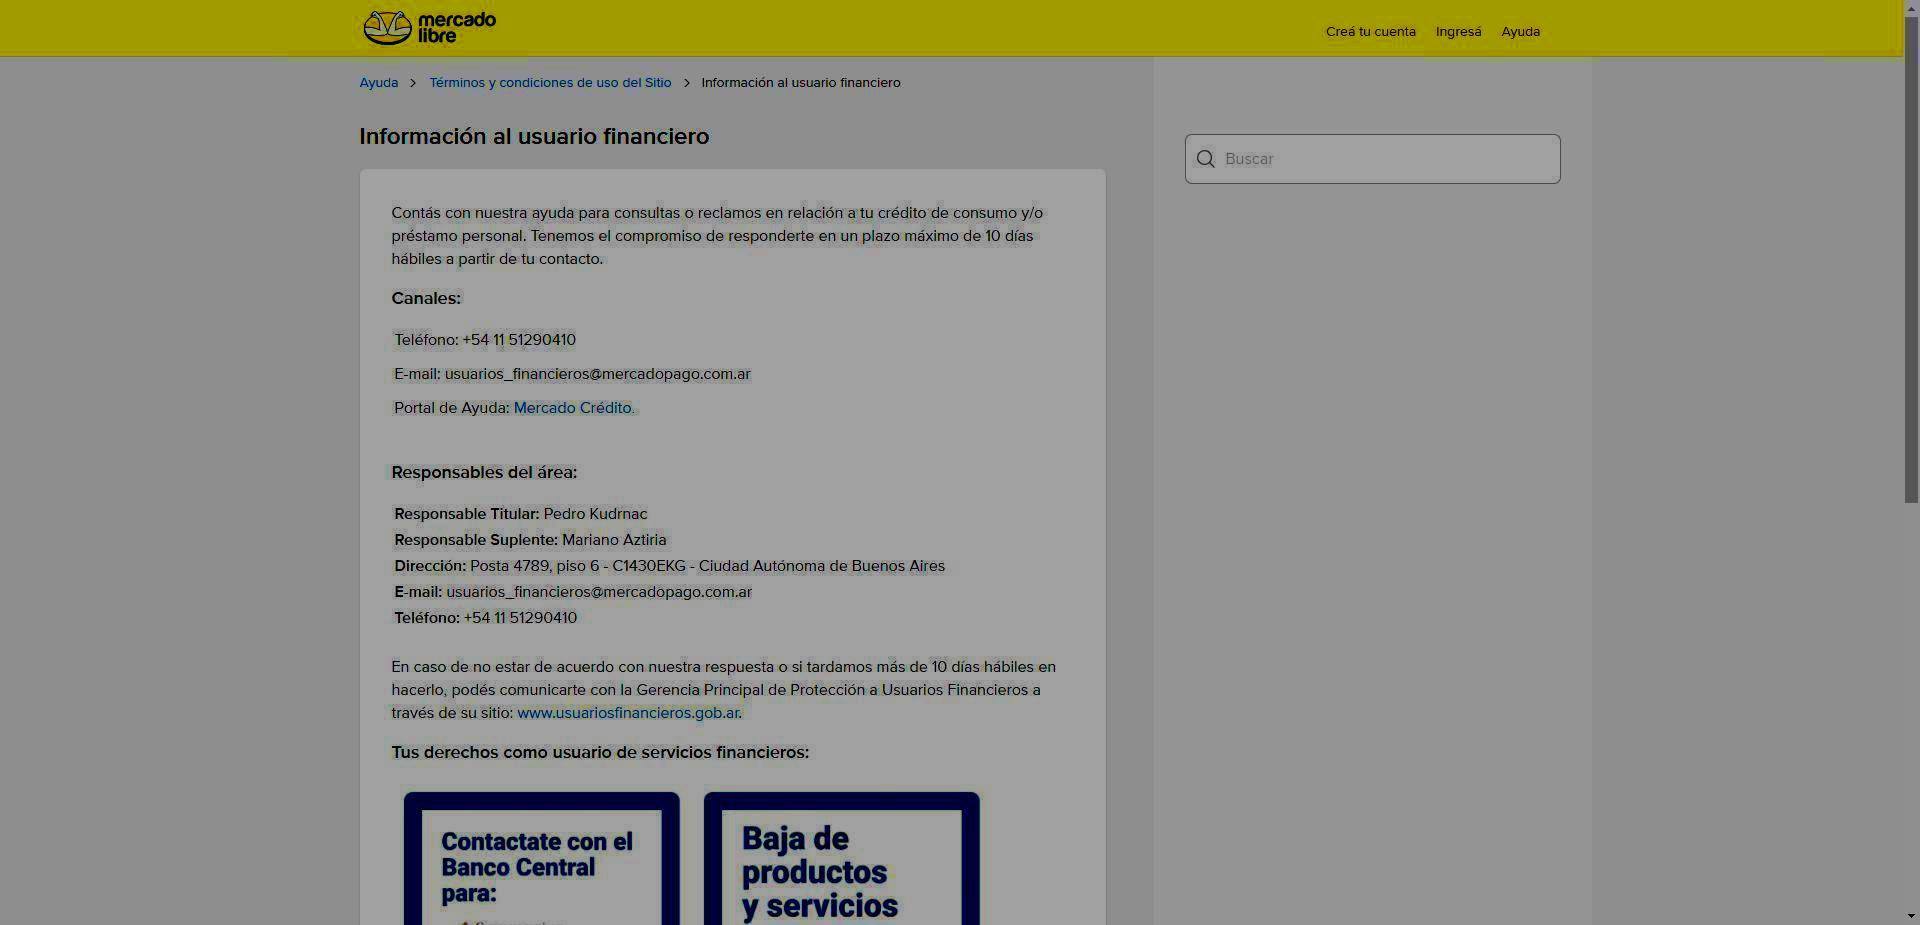 mercado
libre
Creá tu cuenta Ingresá Ayuda
Ayuda > Términos y condiciones de uso del Sitio > Información al usuario financiero
Información al usuario financiero
Buscar
Contás con nuestra ayuda para consultas o reclamos en relación a tu crédito de consumo y/o
préstamo personal. Tenemos el compromiso de responderte en un plazo máximo de 10 días
hábiles a partir de tu contacto.
Canales:
Teléfono: +54 11 51290410
E-mail: usuarios_financieros@mercadopago.com.ar
Portal de Ayuda: Mercado Crédito.
Responsables del área:
Responsable Titular: Pedro Kudrnac
Responsable Suplente: Mariano Aztiria
Dirección: Posta 4789, piso 6 - C1430EKG - Ciudad Autónoma de Buenos Aires
E-mail: usuarios_financieros@mercadopago.com.ar
Teléfono: +54 11 51290410
En caso de no estar de acuerdo con nuestra respuesta o si tardamos más de 10 días hábiles en
hacerlo, podés comunicarte con la Gerencia Principal de Protección a Usuarios Financieros a
través de su sitio: www.usuariosfinancieros.gob.ar.
Tus derechos como usuario de servicios financieros:
Contactate con el
Banco Central
para:
Baja de
productos
y servicios